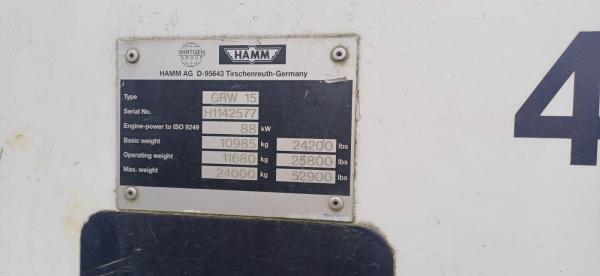 WIRTGEN GROUP HAMM
HAMM AG D-95643 Tirschenreuth-Germany
Type GRW 15
Serial No. H1142577
Engine-power to ISO 9249 88 kW
Basic weight 10985 kg 24200 lbs
Operating weight 11680 kg 25800 lbs
Max. weight 24000 kg 52900 lbs
4